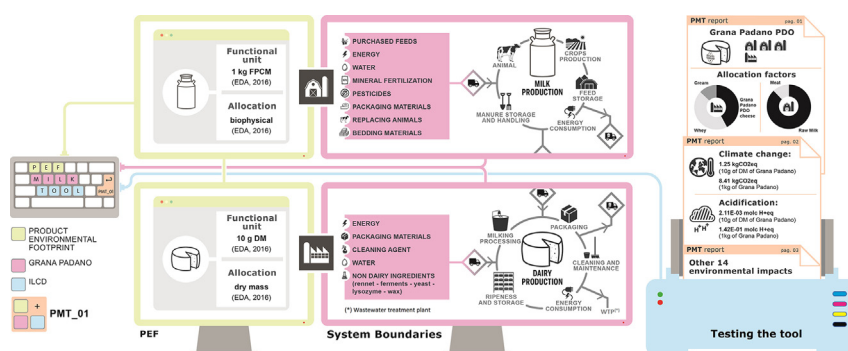 P E F
M I L K
T O O L
PMT_01
PRODUCT
ENVIRONMENTAL
FOOTPRINT
GRANA PADANO
ILCD
+
PMT_01
Functional
unit
1 kg FPCM
(EDA, 2016)
Allocation
biophysical
(EDA, 2016)
Functional
unit
10 g DM
(EDA, 2016)
Allocation
dry mass
(EDA, 2016)
PEF
PURCHASED FEEDS
ENERGY
WATER
MINERAL FERTILIZATION
PESTICIDES
PACKAGING MATERIALS
REPLACING ANIMALS
BEDDING MATERIALS
ANIMAL
CROPS
PRODUCTION
MILK
PRODUCTION
FEED
STORAGE
MANURE STORAGE
AND HANDLING
ENERGY
CONSUMPTION
ENERGY
PACKAGING MATERIALS
CLEANING AGENT
WATER
NON DAIRY INGREDIENTS
(rennet - ferments - yeast -
lysozyme - wax)
(*) Wastewater treatment plant
MILKING
PROCESSING
PACKAGING
DAIRY
PRODUCTION
CLEANING AND
MAINTENANCE
RIPENESS
AND STORAGE
ENERGY
CONSUMPTION
WTP(*)
System Boundaries
PMT report
pag. 01
Grana Padano PDO
Allocation factors
Cream
Grana
Padano
PDO
cheese
Whey
Meat
Raw Milk
PMT report
pag. 02
Climate change:
1.25 kgCO2eq
(10g of DM of Grana Padano)
8.41 kgCO2eq
(1kg of Grana Padano)
Acidification:
2.11E-03 molc H+eq
(10g of DM of Grana Padano)
1.42E-01 molc H+eq
(1kg of Grana Padano)
H+ H+
PMT report
pag. 03
Other 14
environmental impacts
Testing the tool